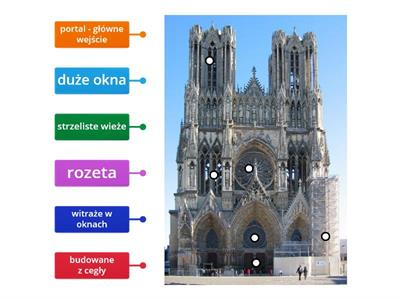 portal - główne
wejście
duże okna
strzeliste wieże
rozeta
witraże w
oknach
budowane
z cegły